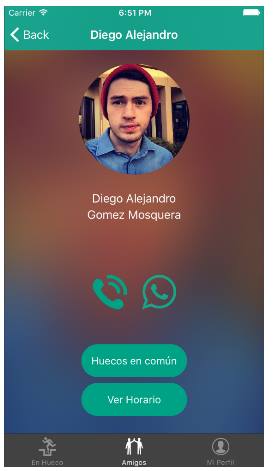 Carrier 6:51 PM
Back Diego Alejandro
Diego Alejandro
Gomez Mosquera
Huecos en común
Ver Horario
En Hueco Amigos Mi Perfil